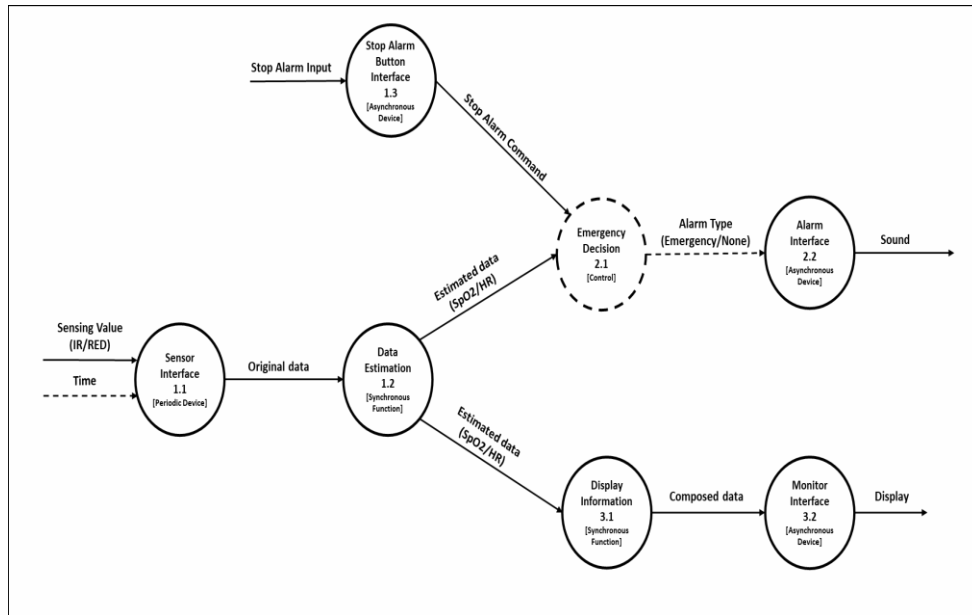 Stop Alarm Input
Stop Alarm
Button
Interface
1.3
[Asynchronous
Device]
Stop Alarm Command
Emergency
Decision
2.1
[Control]
Alarm Type
(Emergency/None)
Alarm
Interface
2.2
[Asynchronous
Device]
Sound
Estimated data
(SpO2/HR)
Sensing Value
(IR/RED)
Time
Sensor
Interface
1.1
[Periodic Device]
Original data
Data
Estimation
1.2
[Synchronous
Function]
Estimated data
(SpO2/HR)
Display
Information
3.1
[Synchronous
Function]
Composed data
Monitor
Interface
3.2
[Asynchronous
Device]
Display